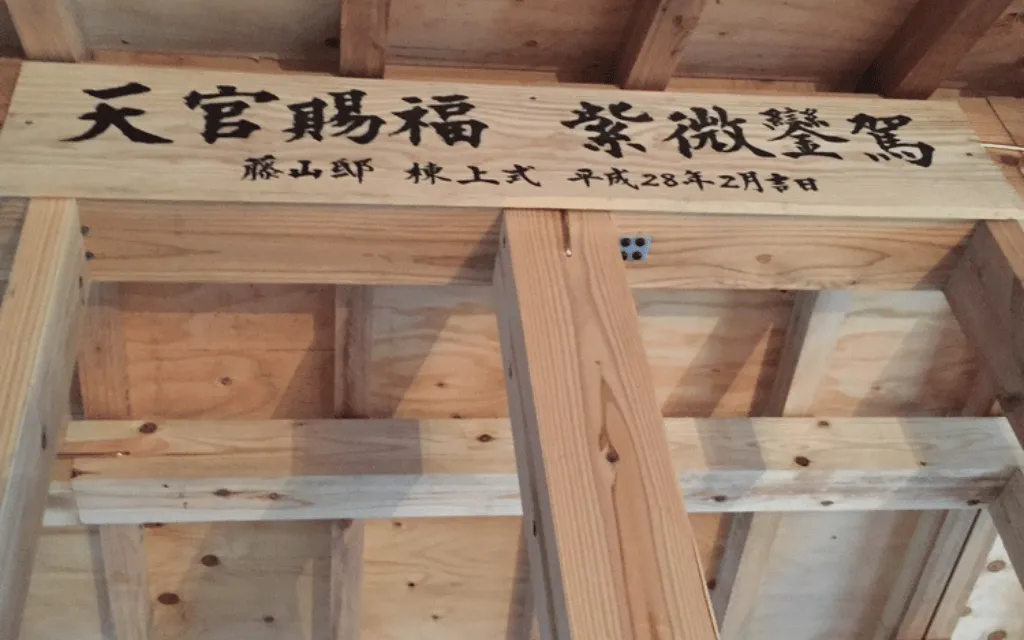 天官賜福 紫微鑾駕
藤山邸 棟上式 平成28年2月吉日